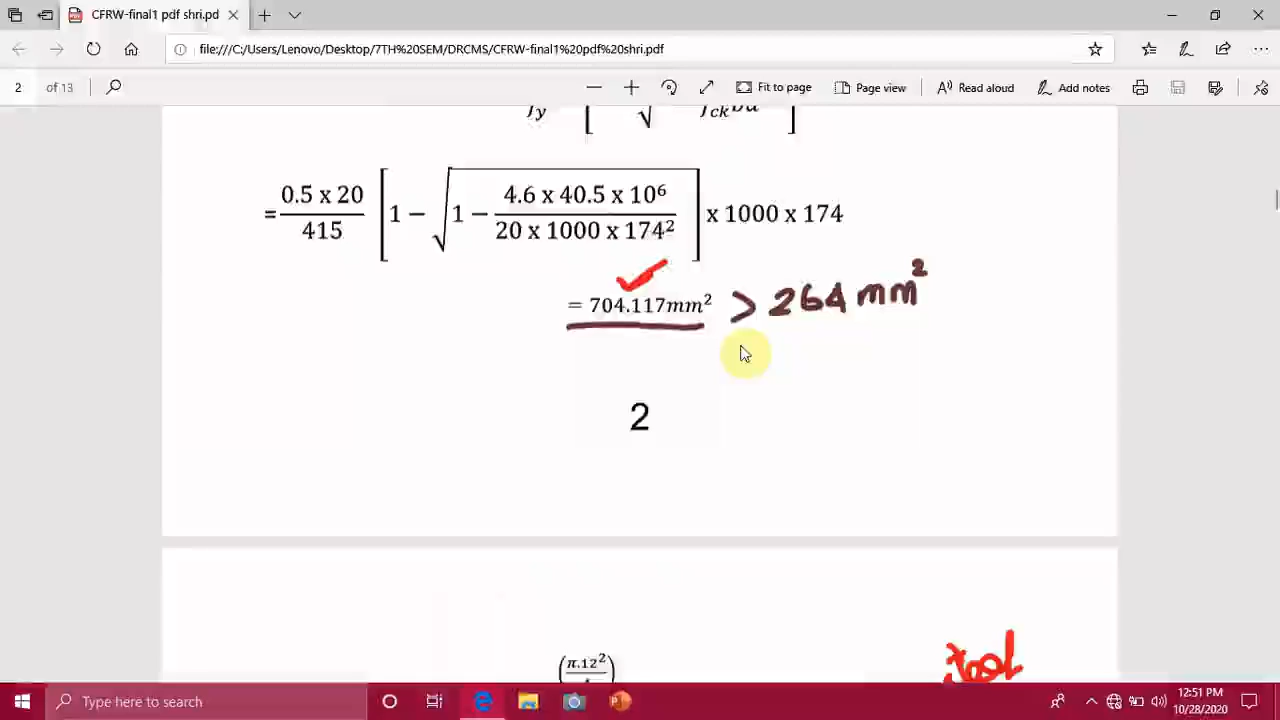 CFRW-final1 pdf shri.pd
file:///C:/Users/Lenovo/Desktop/7TH%20SEM/DRCMS/CFRW-final1%20pdf%20shri.pdf
2 of 13
Fit to page
Page view
Read aloud
Add notes
=0.5 x 20/415 [1 − √(1 − 4.6 x 40.5 x 10⁶/20 x 1000 x 174²)] x 1000 x 174
= 704.117mm² > 264 mm²
2
(π.12²
Type here to search
12:51 PM
10/28/2020